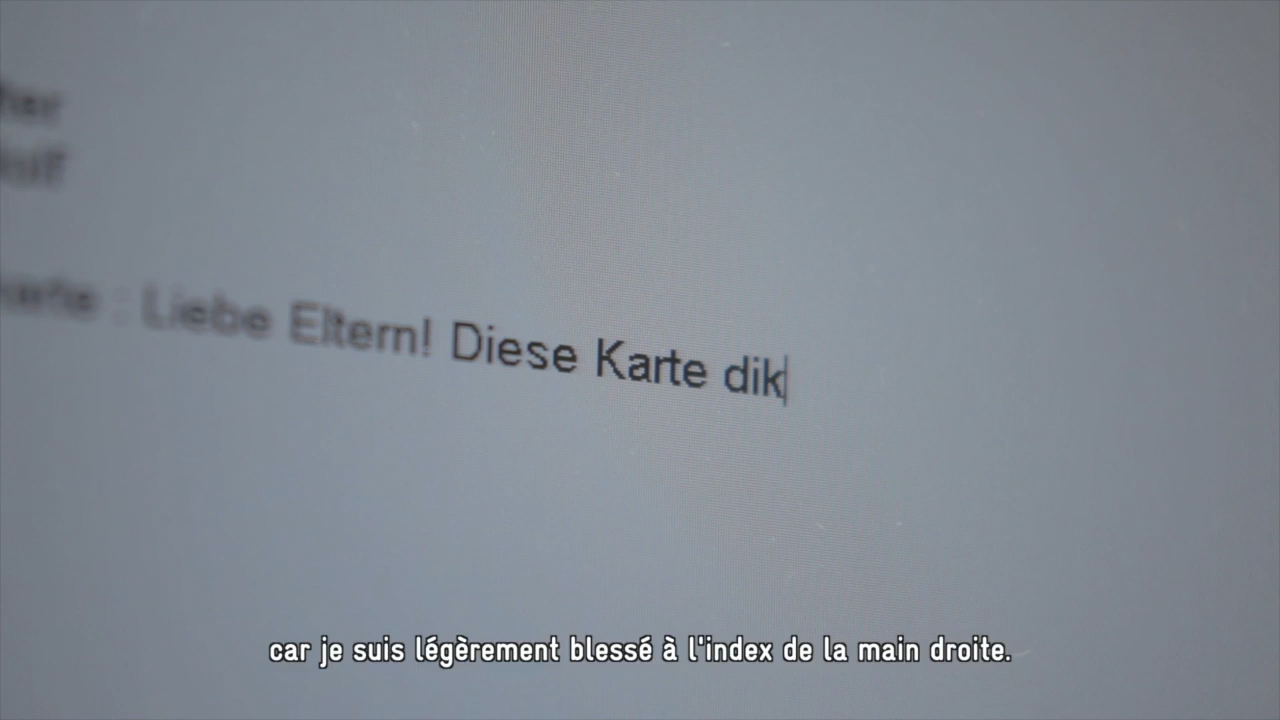 : Liebe Eltern! Diese Karte dik
car je suis légèrement blessé à l'index de la main droite.